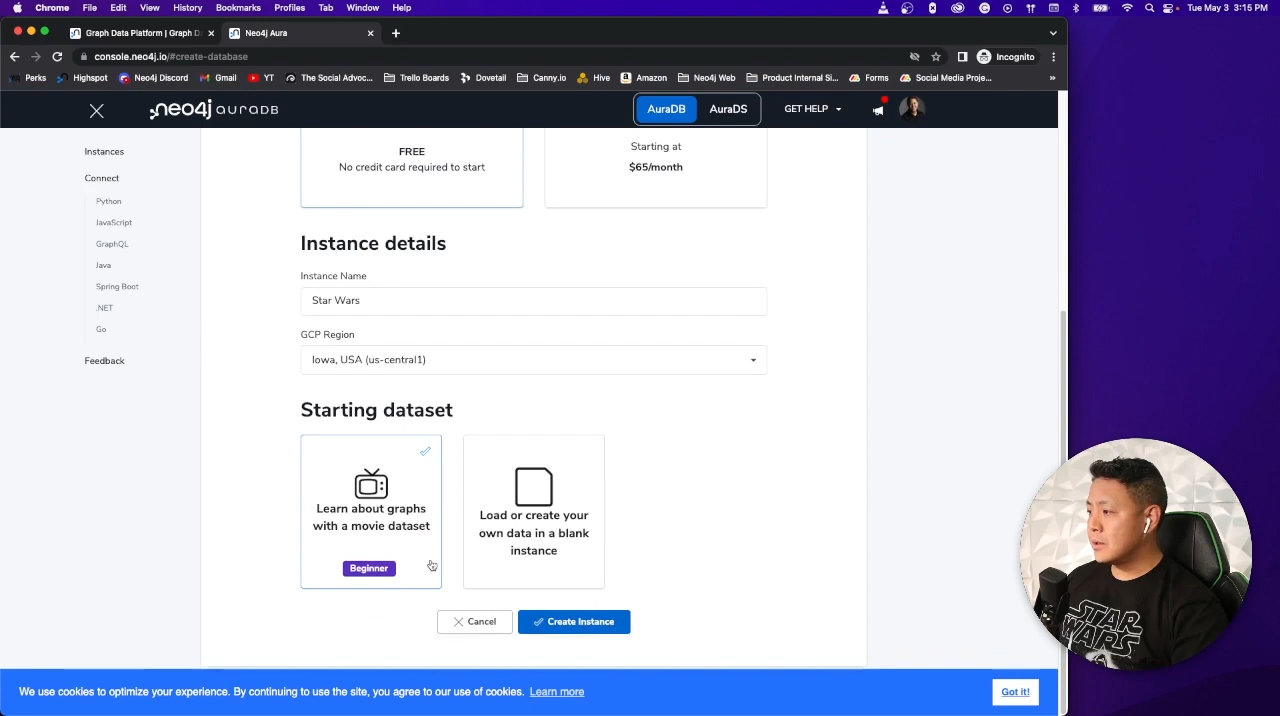 Chrome File Edit View History Bookmarks Profiles Tab Window Help Tue May 3 3:15 PM
Graph Data Platform | Graph D Neo4j Aura
console.neo4j.io/#create-database Incognito
Perks Highspot Neo4j Discord Gmail YT The Social Advoc... Trello Boards Dovetail Canny.io Hive Amazon Neo4j Web Product Internal Si... Forms Social Media Proje... »
neo4j auraDB AuraDB AuraDS GET HELP
Instances
Connect
Python
JavaScript
GraphQL
Java
Spring Boot
.NET
Go
Feedback
FREE
No credit card required to start
Starting at
$65/month
Instance details
Instance Name
Star Wars
GCP Region
Iowa, USA (us-central1)
Starting dataset
Learn about graphs
with a movie dataset
Beginner
Load or create your
own data in a blank
instance
Cancel Create Instance
We use cookies to optimize your experience. By continuing to use the site, you agree to our use of cookies. Learn more Got it!
STAR
WARS